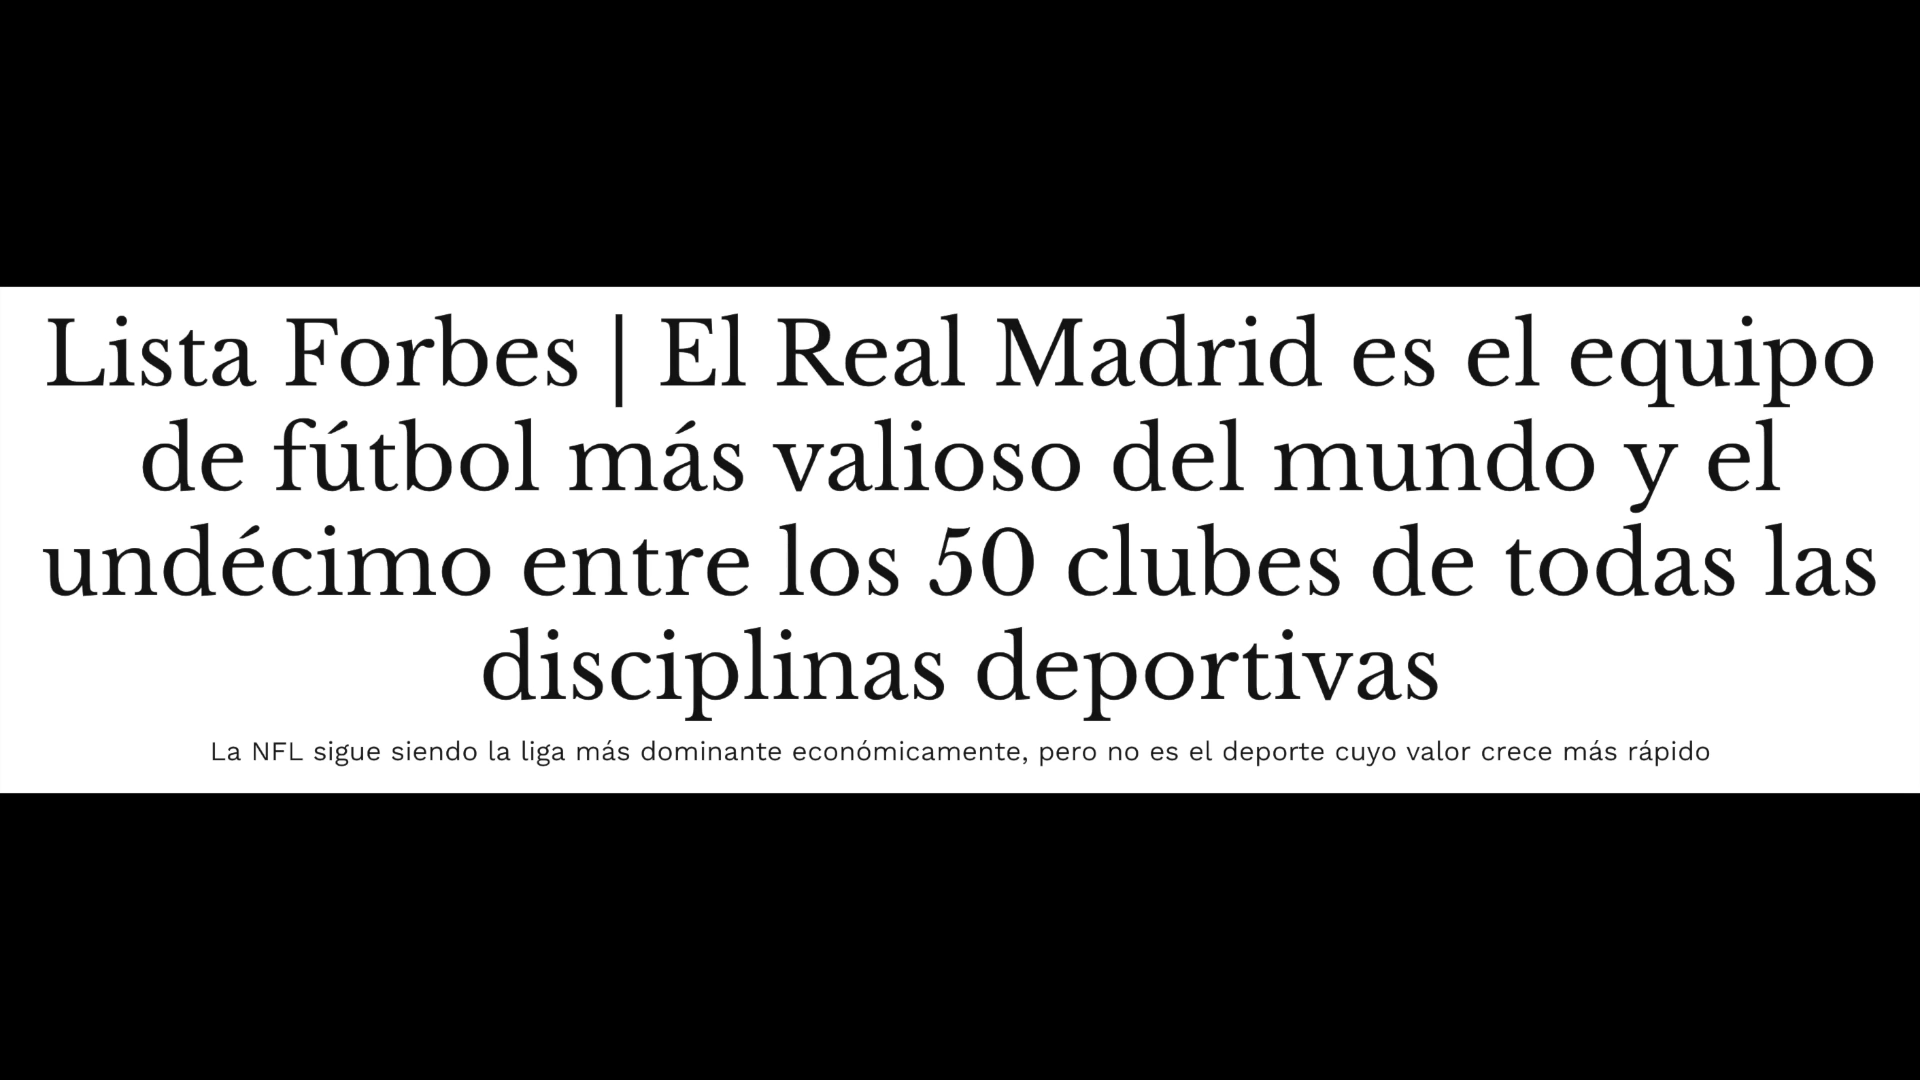 Lista Forbes | El Real Madrid es el equipo
de fútbol más valioso del mundo y el
undécimo entre los 50 clubes de todas las
disciplinas deportivas
La NFL sigue siendo la liga más dominante económicamente, pero no es el deporte cuyo valor crece más rápido